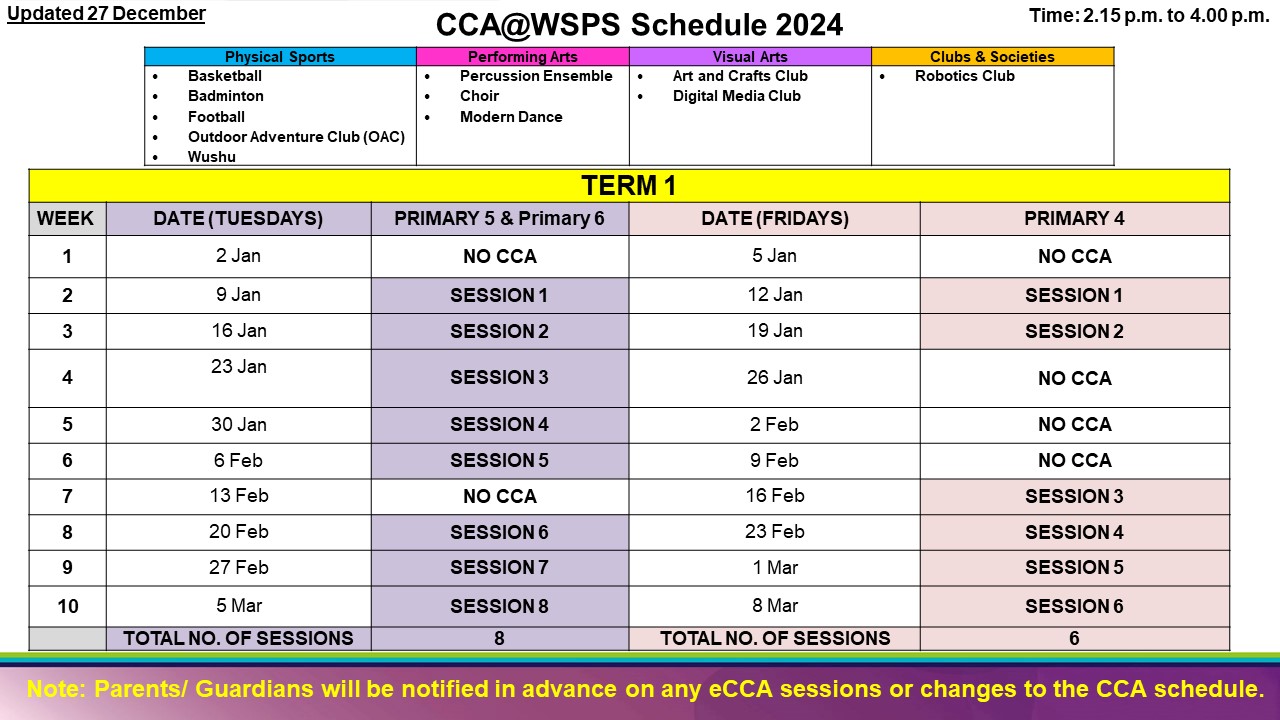 Updated 27 December
CCA@WSPS Schedule 2024
Time: 2.15 p.m. to 4.00 p.m.
Physical Sports Performing Arts Visual Arts Clubs & Societies
• Basketball • Percussion Ensemble • Art and Crafts Club • Robotics Club
• Badminton • Choir • Digital Media Club
• Football • Modern Dance
• Outdoor Adventure Club (OAC)
• Wushu
TERM 1
WEEK DATE (TUESDAYS) PRIMARY 5 & Primary 6 DATE (FRIDAYS) PRIMARY 4
1 2 Jan NO CCA 5 Jan NO CCA
2 9 Jan SESSION 1 12 Jan SESSION 1
3 16 Jan SESSION 2 19 Jan SESSION 2
4 23 Jan SESSION 3 26 Jan NO CCA
5 30 Jan SESSION 4 2 Feb NO CCA
6 6 Feb SESSION 5 9 Feb NO CCA
7 13 Feb NO CCA 16 Feb SESSION 3
8 20 Feb SESSION 6 23 Feb SESSION 4
9 27 Feb SESSION 7 1 Mar SESSION 5
10 5 Mar SESSION 8 8 Mar SESSION 6
TOTAL NO. OF SESSIONS 8 TOTAL NO. OF SESSIONS 6
Note: Parents/ Guardians will be notified in advance on any eCCA sessions or changes to the CCA schedule.